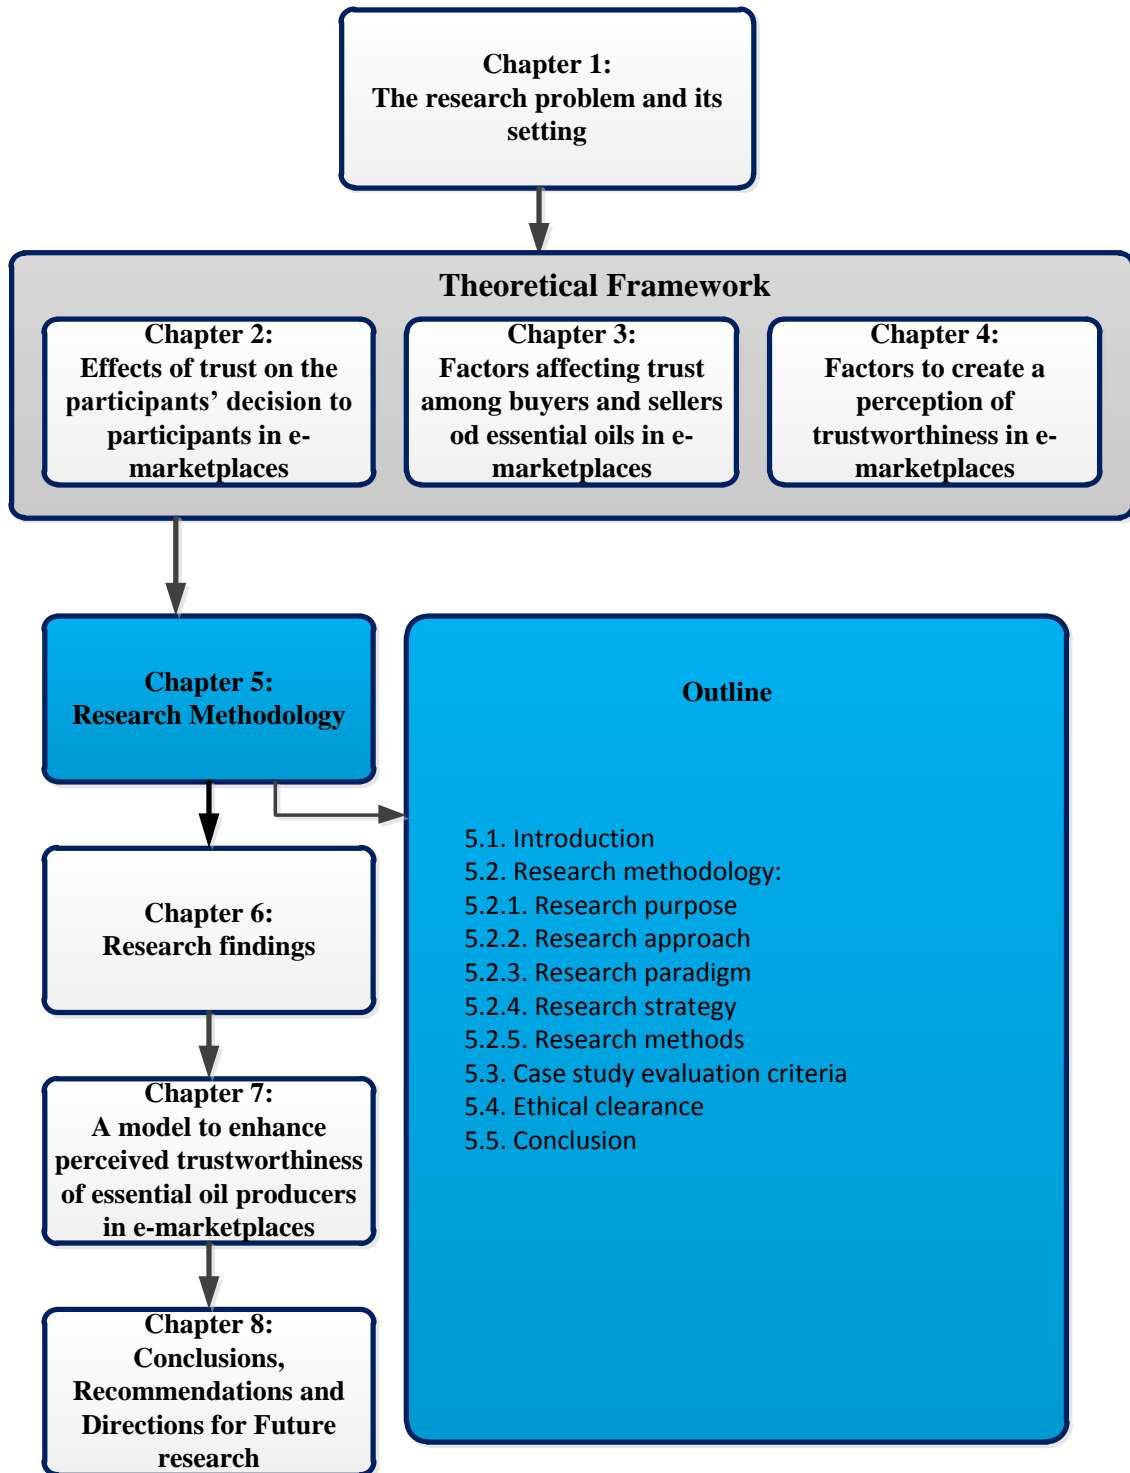 Chapter 1:
The research problem and its
setting
Theoretical Framework
Chapter 2:
Effects of trust on the
participants’ decision to
participants in e-
marketplaces
Chapter 3:
Factors affecting trust
among buyers and sellers
od essential oils in e-
marketplaces
Chapter 4:
Factors to create a
perception of
trustworthiness in e-
marketplaces
Chapter 5:
Research Methodology
Outline
5.1. Introduction
5.2. Research methodology:
5.2.1. Research purpose
5.2.2. Research approach
5.2.3. Research paradigm
5.2.4. Research strategy
5.2.5. Research methods
5.3. Case study evaluation criteria
5.4. Ethical clearance
5.5. Conclusion
Chapter 6:
Research findings
Chapter 7:
A model to enhance
perceived trustworthiness
of essential oil producers
in e-marketplaces
Chapter 8:
Conclusions,
Recommendations and
Directions for Future
research